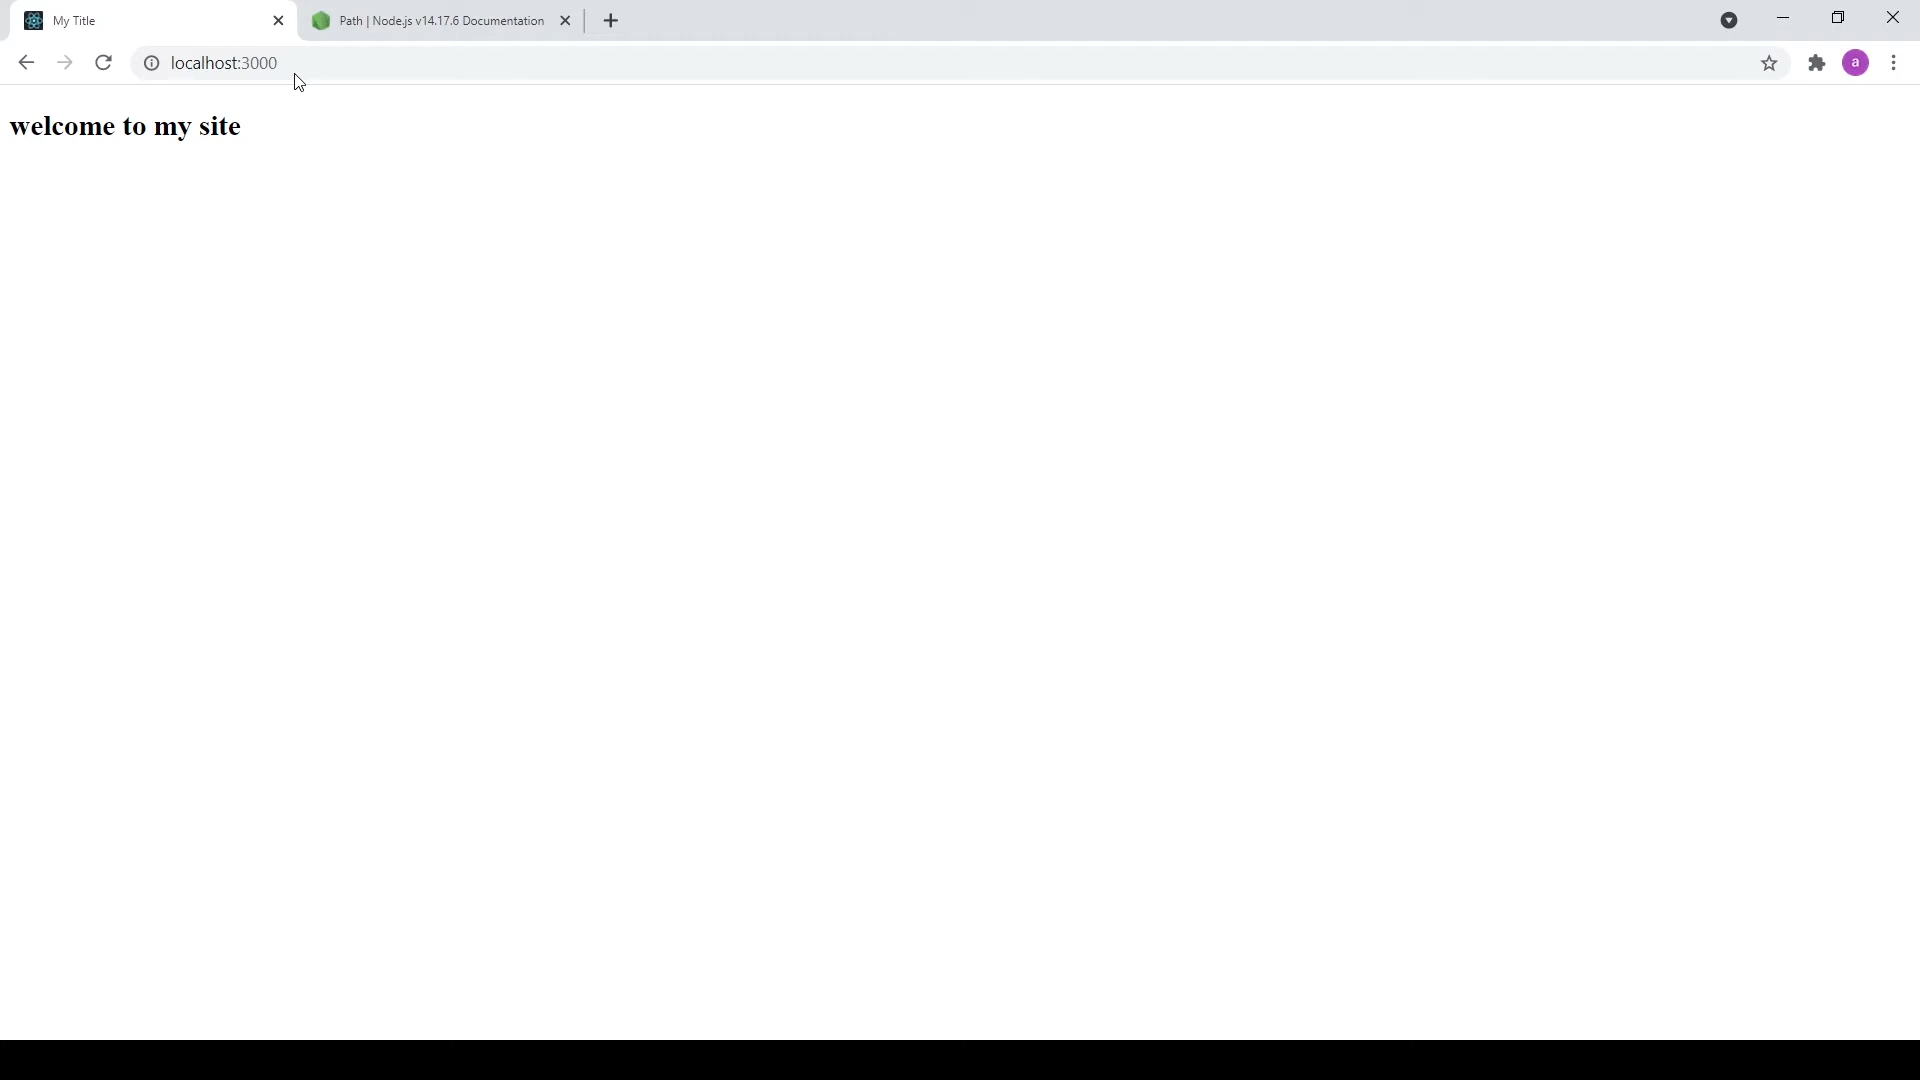 My Title
Path | Node.js v14.17.6 Documentation
localhost:3000
a
welcome to my site